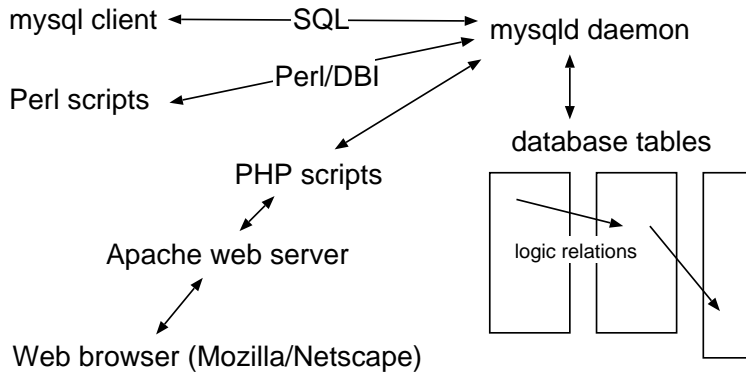 mysql client
SQL
mysqld daemon
Perl/DBI
Perl scripts
database tables
PHP scripts
logic relations
Apache web server
Web browser (Mozilla/Netscape)